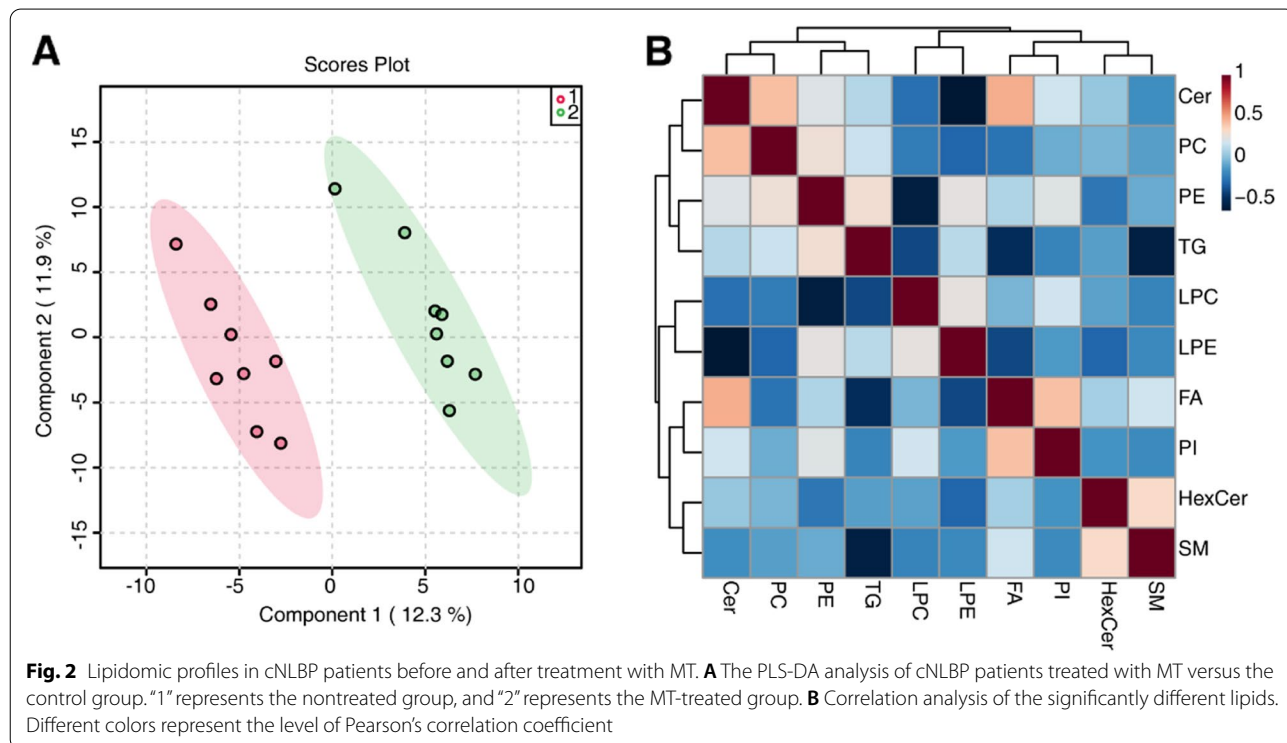 A
Scores Plot
1
2
15
10
5
0
-5
-10
-15
Component 2 ( 11.9 %)
-10 -5 0 5 10
Component 1 ( 12.3 %)
B
1
0.5
0
−0.5
Cer
PC
PE
TG
LPC
LPE
FA
PI
HexCer
SM
Cer PC PE TG LPC LPE FA PI HexCer SM
Fig. 2 Lipidomic profiles in cNLBP patients before and after treatment with MT. A The PLS-DA analysis of cNLBP patients treated with MT versus the
control group. “1” represents the nontreated group, and “2” represents the MT-treated group. B Correlation analysis of the significantly different lipids.
Different colors represent the level of Pearson’s correlation coefficient